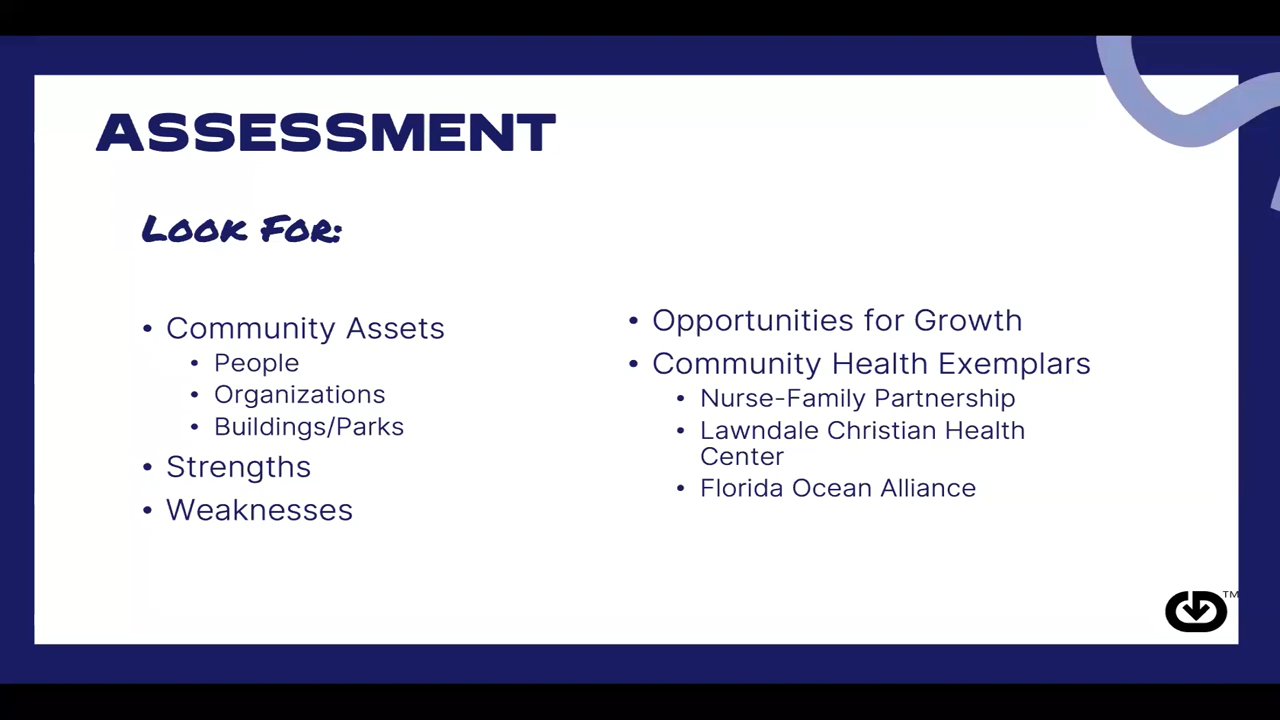 ASSESSMENT
Look For:
• Community Assets
• People
• Organizations
• Buildings/Parks
• Strengths
• Weaknesses
• Opportunities for Growth
• Community Health Exemplars
• Nurse-Family Partnership
• Lawndale Christian Health
Center
• Florida Ocean Alliance
TM